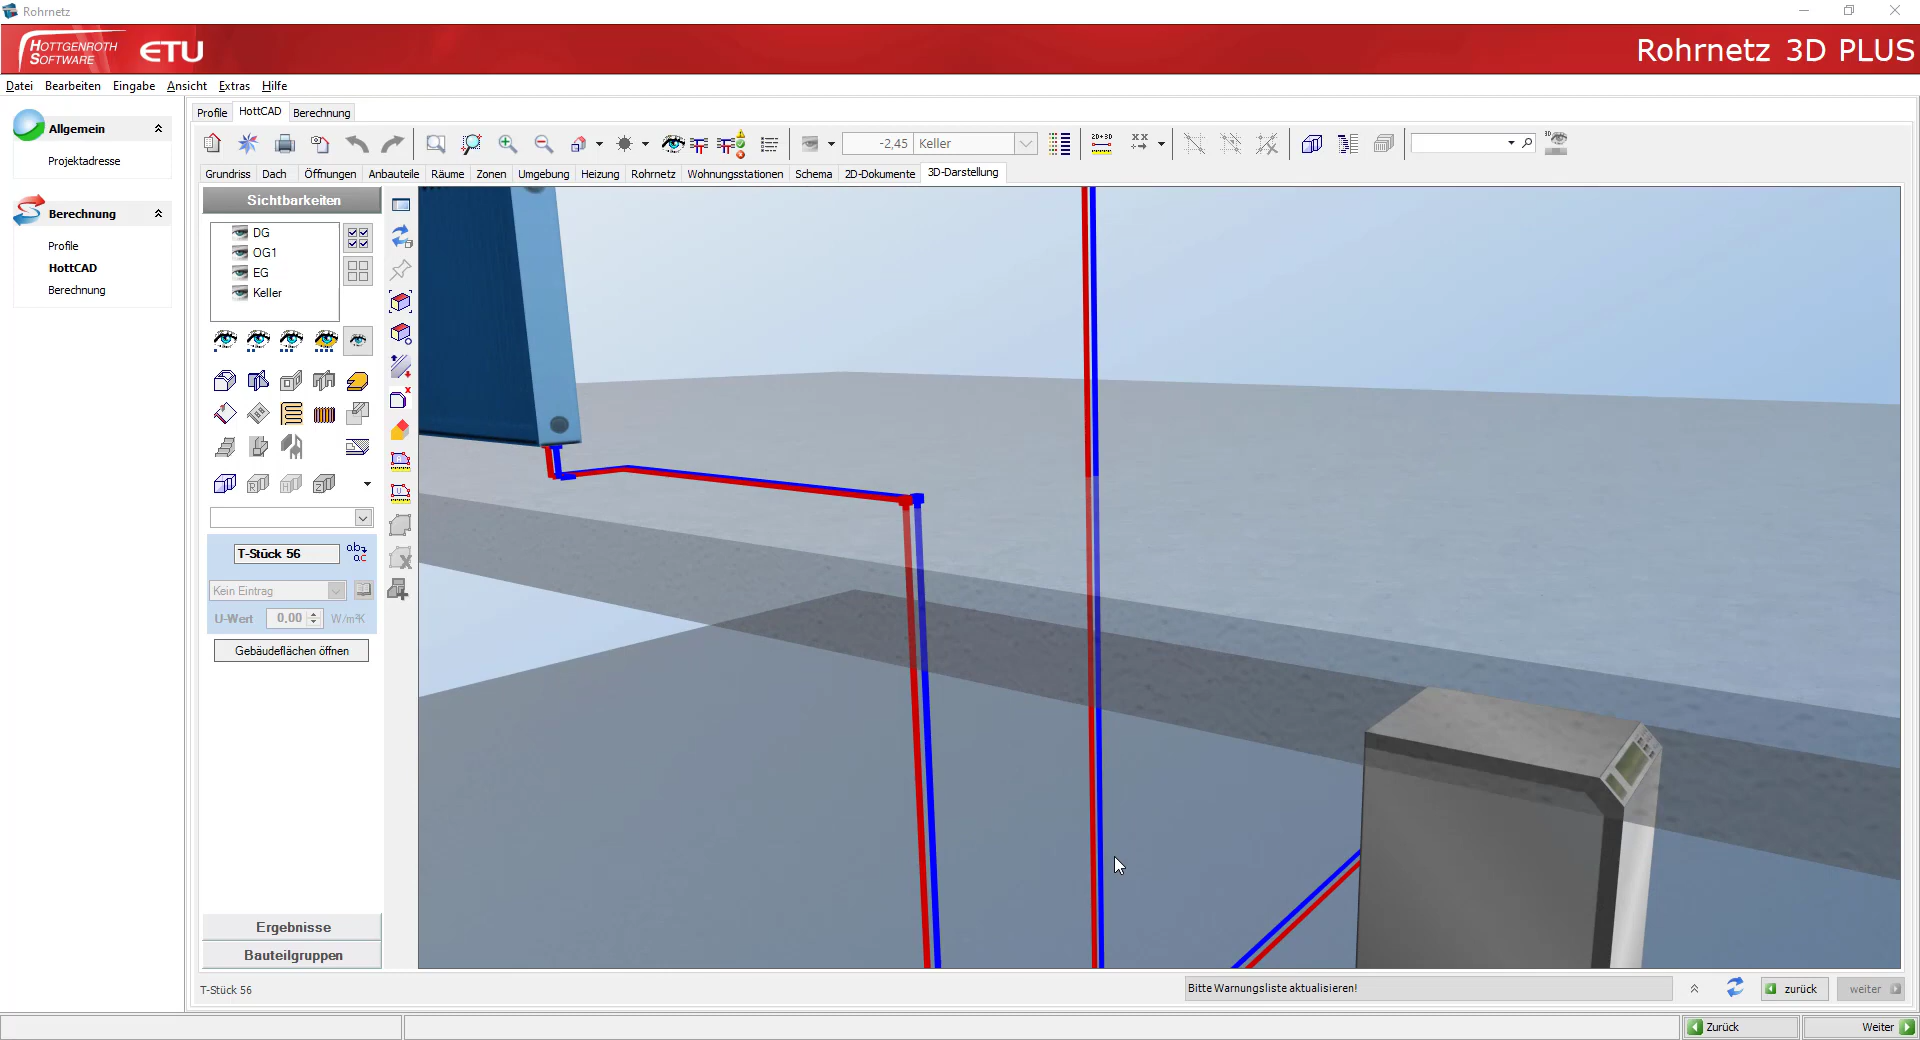 Rohrnetz
HOTTGENROTH
SOFTWARE
ETU
Rohrnetz 3D PLUS
Datei Bearbeiten Eingabe Ansicht Extras Hilfe
Allgemein
Projektadresse
Berechnung
Profile
HottCAD
Berechnung
Profile HottCAD Berechnung
-2,45 Keller
2D+3D
3D
Grundriss Dach Öffnungen Anbauteile Räume Zonen Umgebung Heizung Rohrnetz Wohnungsstationen Schema 2D-Dokumente 3D-Darstellung
Sichtbarkeiten
DG
OG1
EG
Keller
T-Stück 56
Kein Eintrag
U-Wert 0,00 W/m²K
Gebäudeflächen öffnen
Ergebnisse
Bauteilgruppen
T-Stück 56
Bitte Warnungsliste aktualisieren!
zurück weiter
Zurück Weiter